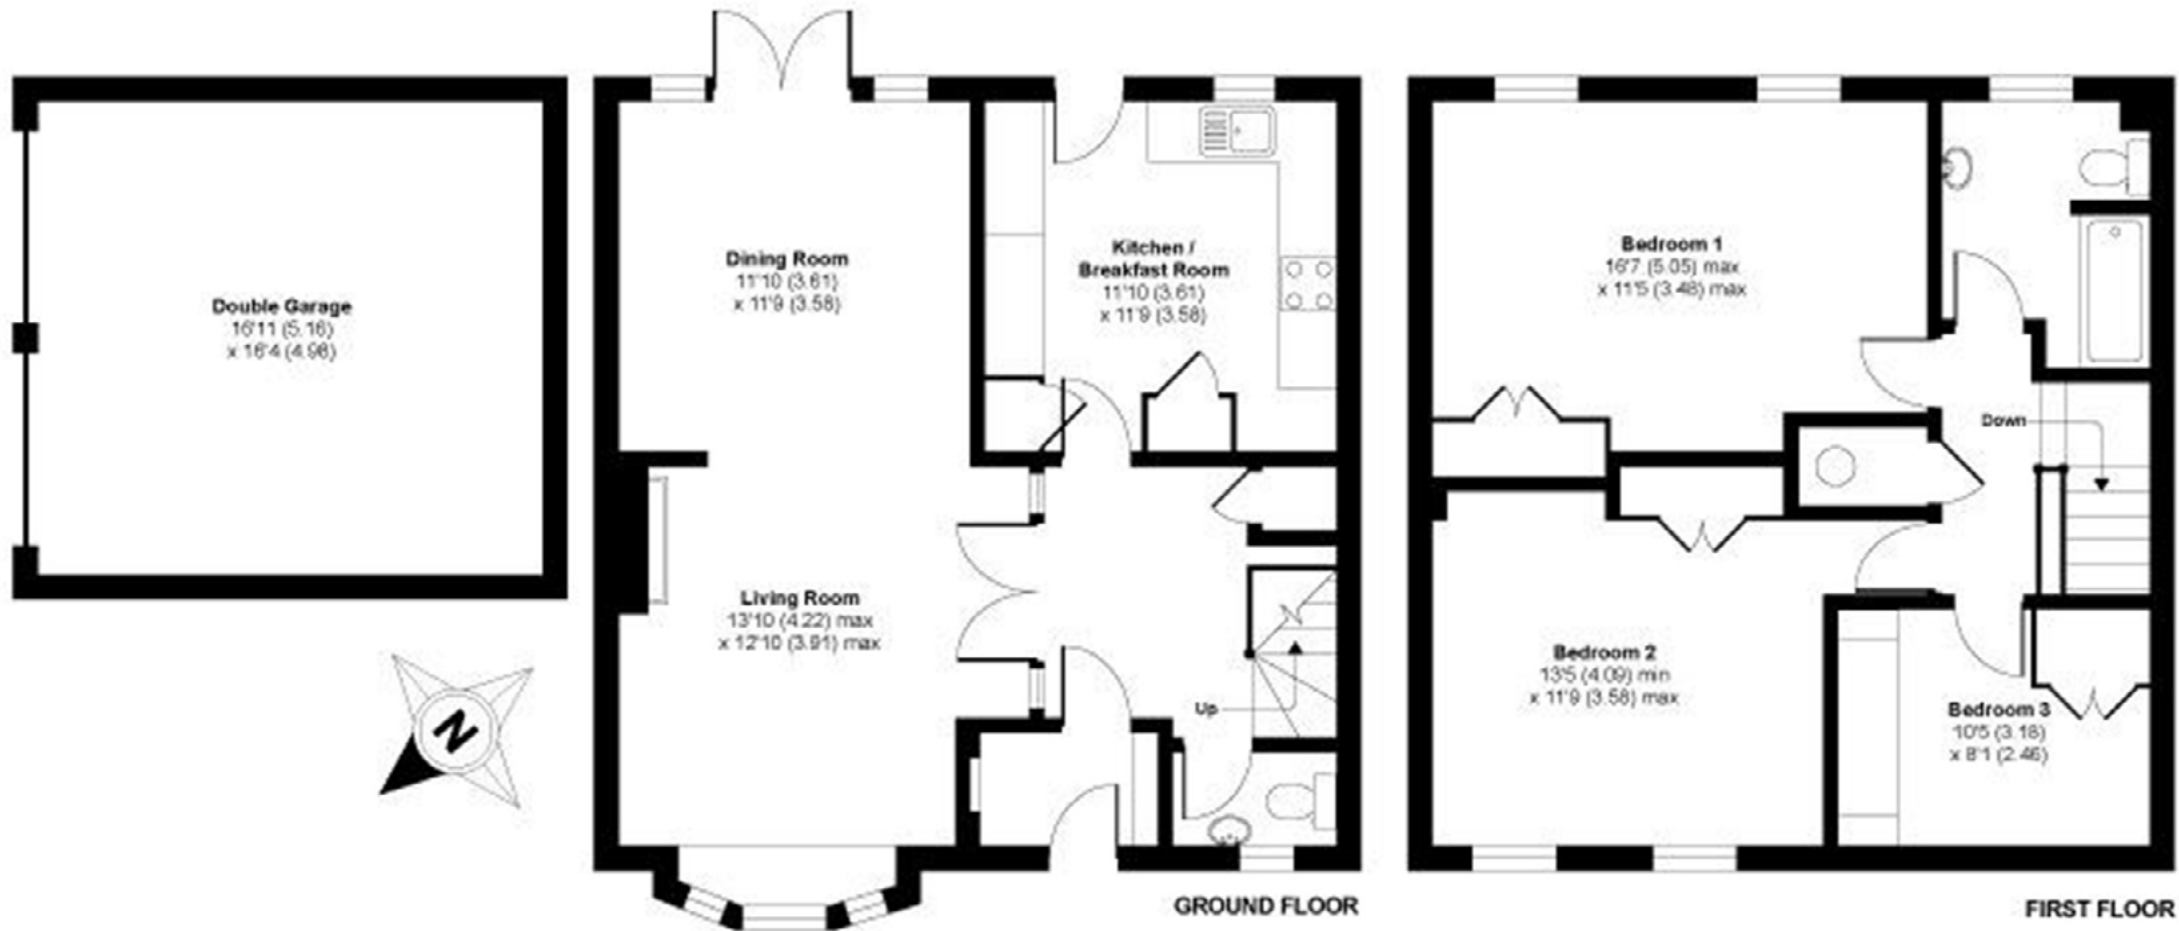 Double Garage
16'11 (5.16)
x 16'4 (4.98)
N
Dining Room
11'10 (3.61)
x 11'9 (3.58)
Kitchen /
Breakfast Room
11'10 (3.61)
x 11'9 (3.58)
Living Room
13'10 (4.22) max
x 12'10 (3.91) max
Up
GROUND FLOOR
Bedroom 1
16'7 (5.05) max
x 11'5 (3.48) max
Down
Bedroom 2
13'5 (4.09) min
x 11'9 (3.58) max
Bedroom 3
10'5 (3.18)
x 8'1 (2.46)
FIRST FLOOR